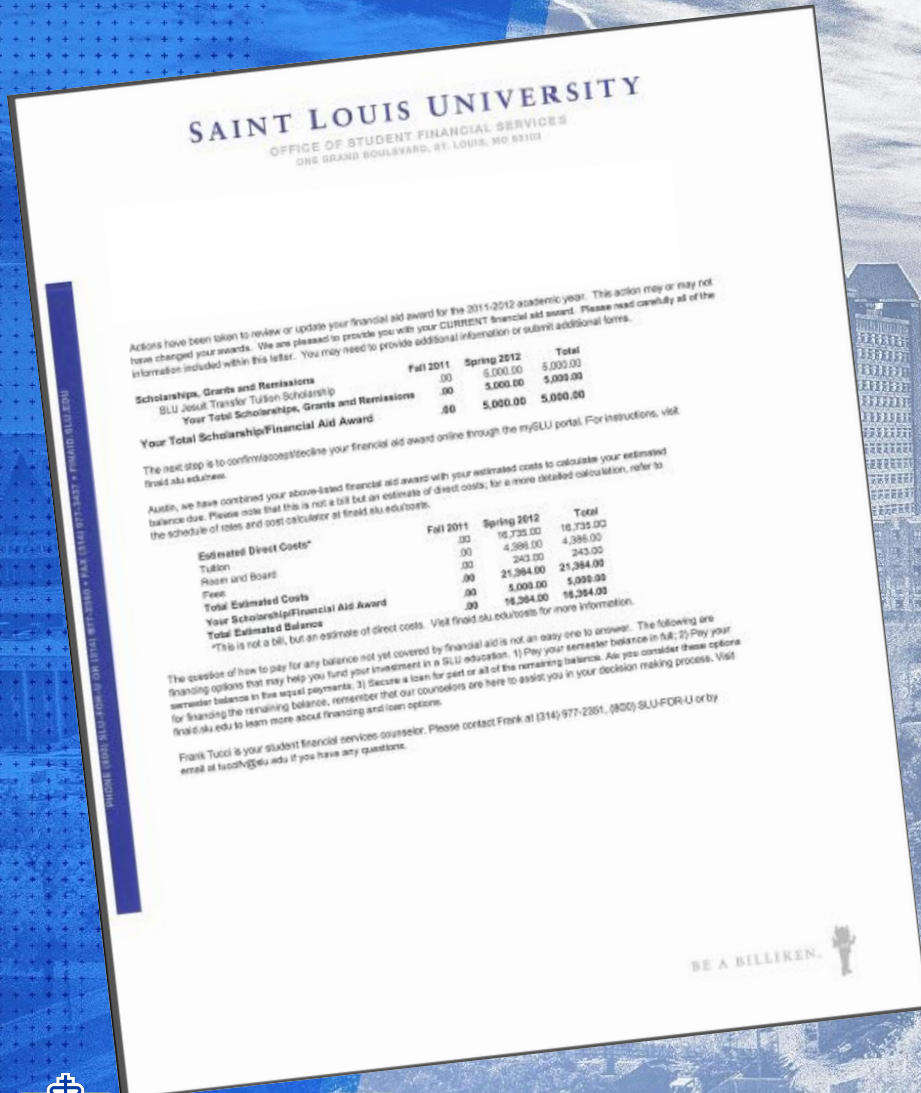 SAINT LOUIS UNIVERSITY
OFFICE OF STUDENT FINANCIAL SERVICES
ONE GRAND BOULEVARD, ST. LOUIS, MO 63103
Actions have been taken to review or update your financial aid award for the 2011-2012 academic year. This action may or may not
have changed your awards. We are pleased to provide you with your CURRENT financial aid award. Please read carefully all of the
information included within this letter. You may need to provide additional information or submit additional forms.
Fall 2011 Spring 2012 Total
Scholarships, Grants and Remissions
SLU Jesuit Transfer Tuition Scholarship .00 5,000.00 5,000.00
Your Total Scholarships, Grants and Remissions .00 5,000.00 5,000.00
Your Total Scholarship/Financial Aid Award .00 5,000.00 5,000.00
The next step is to confirm/accept/decline your financial aid award online through the mySLU portal. For instructions, visit
finaid.slu.edu/new.
Austin, we have combined your above-listed financial aid award with your estimated costs to calculate your estimated
balance due. Please note that this is not a bill but an estimate of direct costs; for a more detailed calculation, refer to
the schedule of rates and cost calculator at finaid.slu.edu/costs.
Estimated Direct Costs* Fall 2011 Spring 2012 Total
Tuition .00 16,735.00 16,735.00
Room and Board .00 4,386.00 4,386.00
Fees .00 243.00 243.00
Total Estimated Costs .00 21,364.00 21,364.00
Your Scholarship/Financial Aid Award .00 5,000.00 5,000.00
Total Estimated Balance .00 16,364.00 16,364.00
*This is not a bill, but an estimate of direct costs. Visit finaid.slu.edu/costs for more information.
The question of how to pay for any balance not yet covered by financial aid is not an easy one to answer. The following are
financing options that may help you fund your investment in a SLU education. 1) Pay your semester balance in full; 2) Pay your
semester balance in five equal payments; 3) Secure a loan for part or all of the remaining balance. As you consider these options
for financing the remaining balance, remember that our counselors are here to assist you in your decision making process. Visit
finaid.slu.edu to learn more about financing and loan options.
Frank Tucci is your student financial services counselor. Please contact Frank at (314) 977-2351, (800) SLU-FOR-U or by
email at if you have any questions.
PHONE (800) SLU-FOR-U OR (314) • FAX (314) 977-3437 • FINAID.SLU.EDU
BE A BILLIKEN.